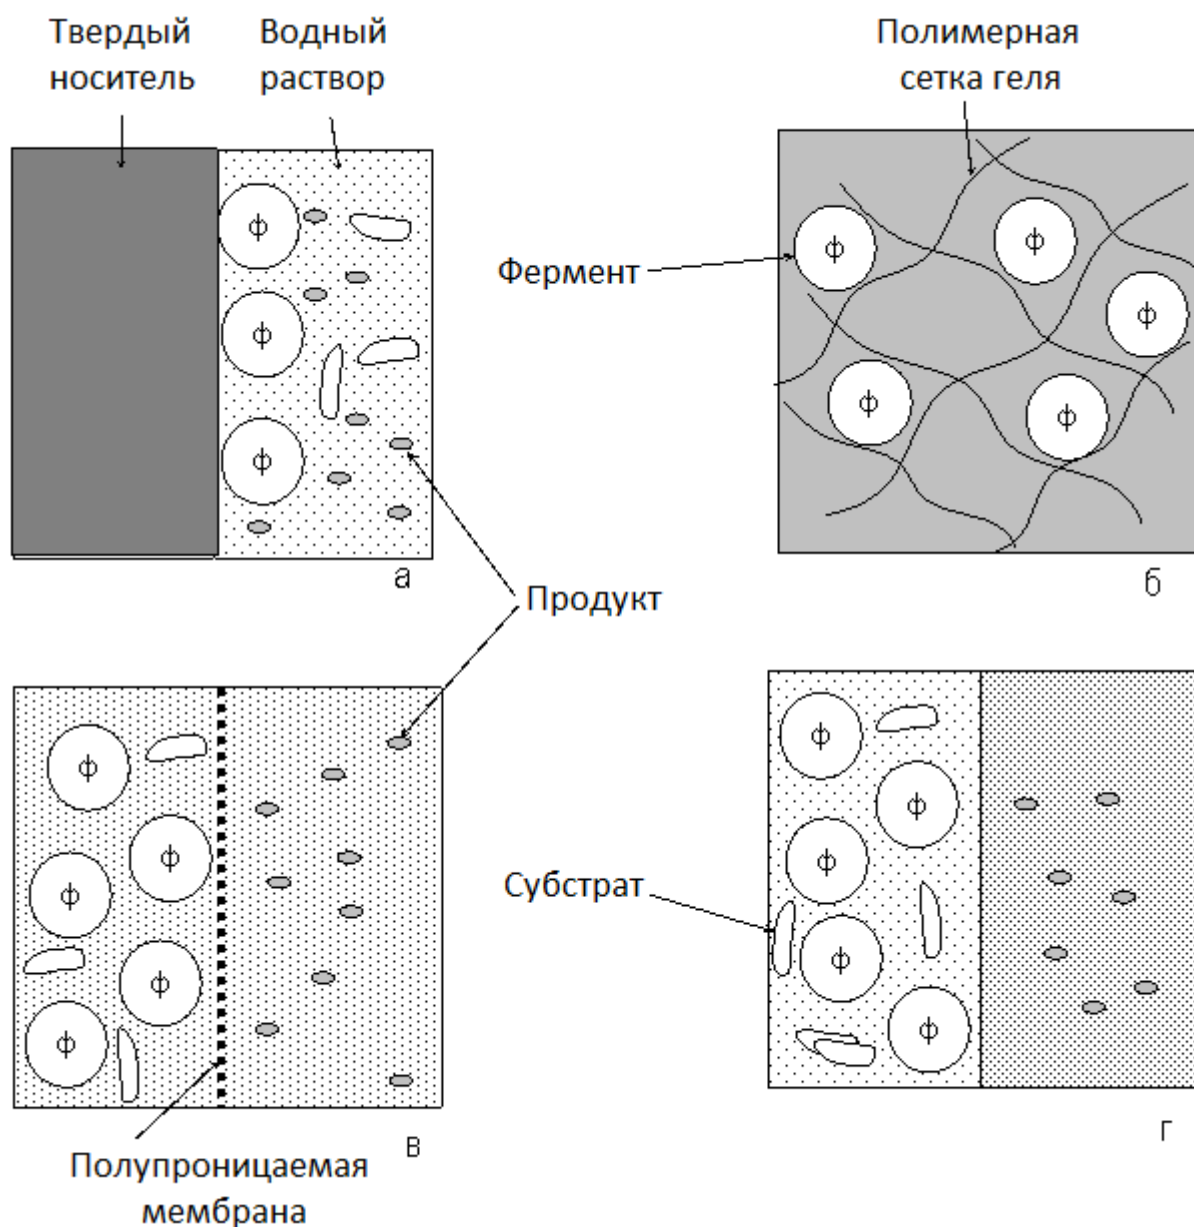 Твердый
носитель
Водный
раствор
Полимерная
сетка геля
ф
ф
ф
а
Фермент
ф
ф
ф
ф
ф
б
Продукт
ф
ф
ф
ф
ф
в
Полупроницаемая
мембрана
Субстрат
ф
ф
ф
ф
ф
г